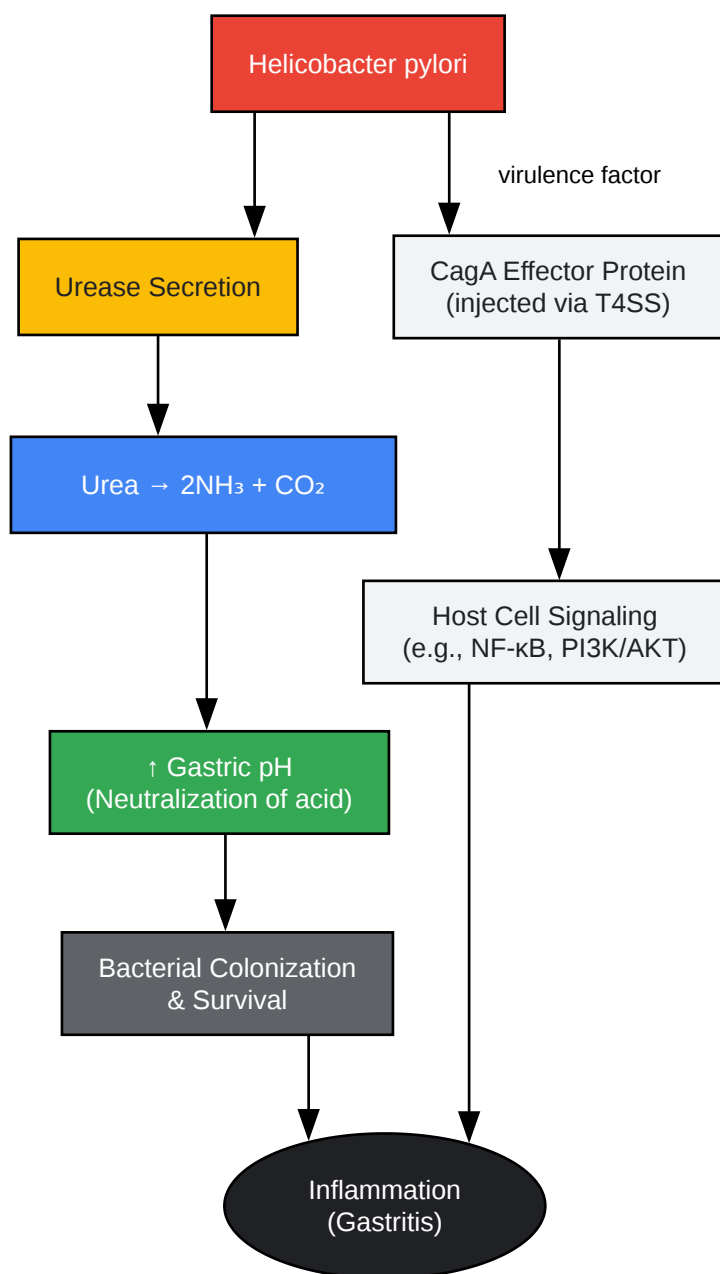 Helicobacter pylori
virulence factor
Urease Secretion
CagA Effector Protein
(injected via T4SS)
Urea → 2NH₃ + CO₂
Host Cell Signaling
(e.g., NF-κB, PI3K/AKT)
↑ Gastric pH
(Neutralization of acid)
Bacterial Colonization
& Survival
Inflammation
(Gastritis)